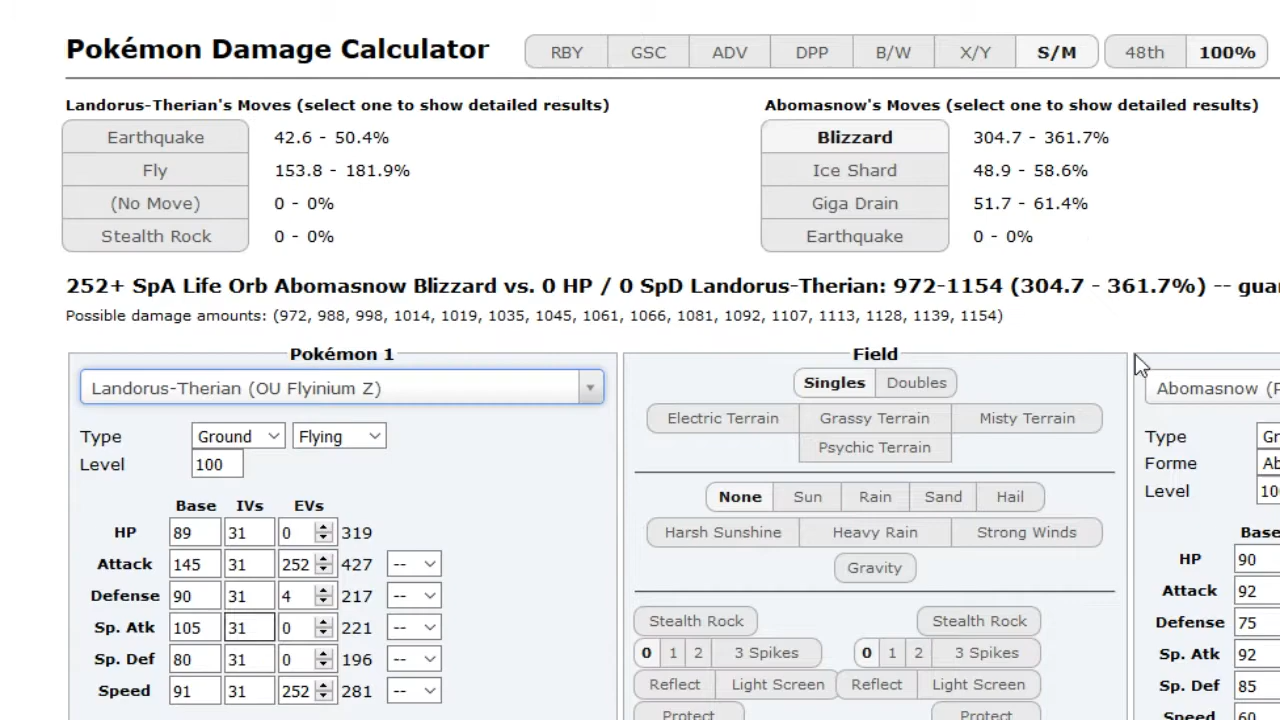 Pokémon Damage Calculator RBY GSC ADV DPP B/W X/Y S/M 48th 100%
Landorus-Therian's Moves (select one to show detailed results)
Earthquake 42.6 - 50.4%
Fly 153.8 - 181.9%
(No Move) 0 - 0%
Stealth Rock 0 - 0%
Abomasnow's Moves (select one to show detailed results)
Blizzard 304.7 - 361.7%
Ice Shard 48.9 - 58.6%
Giga Drain 51.7 - 61.4%
Earthquake 0 - 0%
252+ SpA Life Orb Abomasnow Blizzard vs. 0 HP / 0 SpD Landorus-Therian: 972-1154 (304.7 - 361.7%) -- gua
Possible damage amounts: (972, 988, 998, 1014, 1019, 1035, 1045, 1061, 1066, 1081, 1092, 1107, 1113, 1128, 1139, 1154)
Pokémon 1
Landorus-Therian (OU Flyinium Z)
Type Ground Flying
Level 100
Base IVs EVs
HP 89 31 0 319
Attack 145 31 252 427 --
Defense 90 31 4 217 --
Sp. Atk 105 31 0 221 --
Sp. Def 80 31 0 196 --
Speed 91 31 252 281 --
Field
Singles Doubles
Electric Terrain Grassy Terrain Misty Terrain
Psychic Terrain
None Sun Rain Sand Hail
Harsh Sunshine Heavy Rain Strong Winds
Gravity
Stealth Rock Stealth Rock
0 1 2 3 Spikes 0 1 2 3 Spikes
Reflect Light Screen Reflect Light Screen
Protect Protect
Abomasnow (
Type Gr
Forme Ab
Level 10
Base
HP 90
Attack 92
Defense 75
Sp. Atk 92
Sp. Def 85
Speed 60